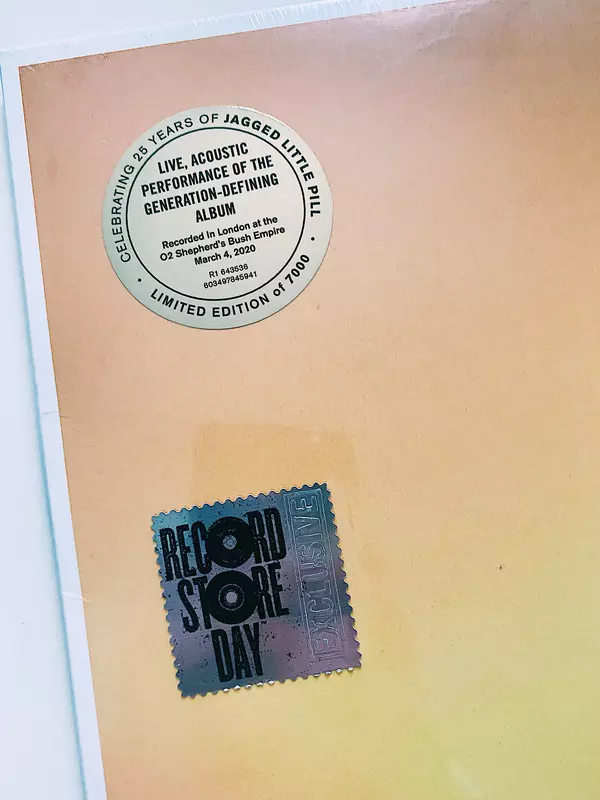 CELEBRATING 25 YEARS OF JAGGED LITTLE PILL
LIVE, ACOUSTIC
PERFORMANCE OF THE
GENERATION-DEFINING
ALBUM
Recorded In London at the
O2 Shepherd's Bush Empire
March 4, 2020
R1 643536
603497845941
• LIMITED EDITION of 7000 •
RECORD
STORE
DAY
EXCLUSIVE